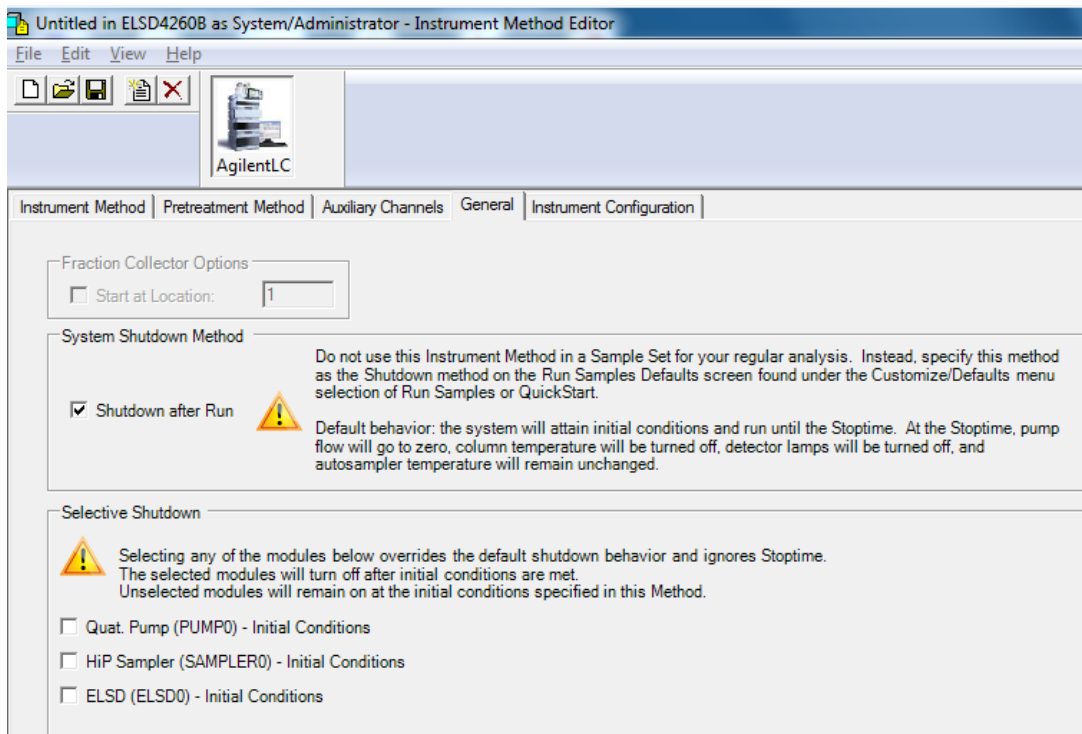 Untitled in ELSD4260B as System/Administrator - Instrument Method Editor
File Edit View Help
AgilentLC
Instrument Method Pretreatment Method Auxiliary Channels General Instrument Configuration
Fraction Collector Options
Start at Location: 1
System Shutdown Method
Shutdown after Run
Do not use this Instrument Method in a Sample Set for your regular analysis. Instead, specify this method
as the Shutdown method on the Run Samples Defaults screen found under the Customize/Defaults menu
selection of Run Samples or QuickStart.
Default behavior: the system will attain initial conditions and run until the Stoptime. At the Stoptime, pump
flow will go to zero, column temperature will be turned off, detector lamps will be turned off, and
autosampler temperature will remain unchanged.
Selective Shutdown
Selecting any of the modules below overrides the default shutdown behavior and ignores Stoptime.
The selected modules will turn off after initial conditions are met.
Unselected modules will remain on at the initial conditions specified in this Method.
Quat. Pump (PUMP0) - Initial Conditions
HiP Sampler (SAMPLER0) - Initial Conditions
ELSD (ELSD0) - Initial Conditions